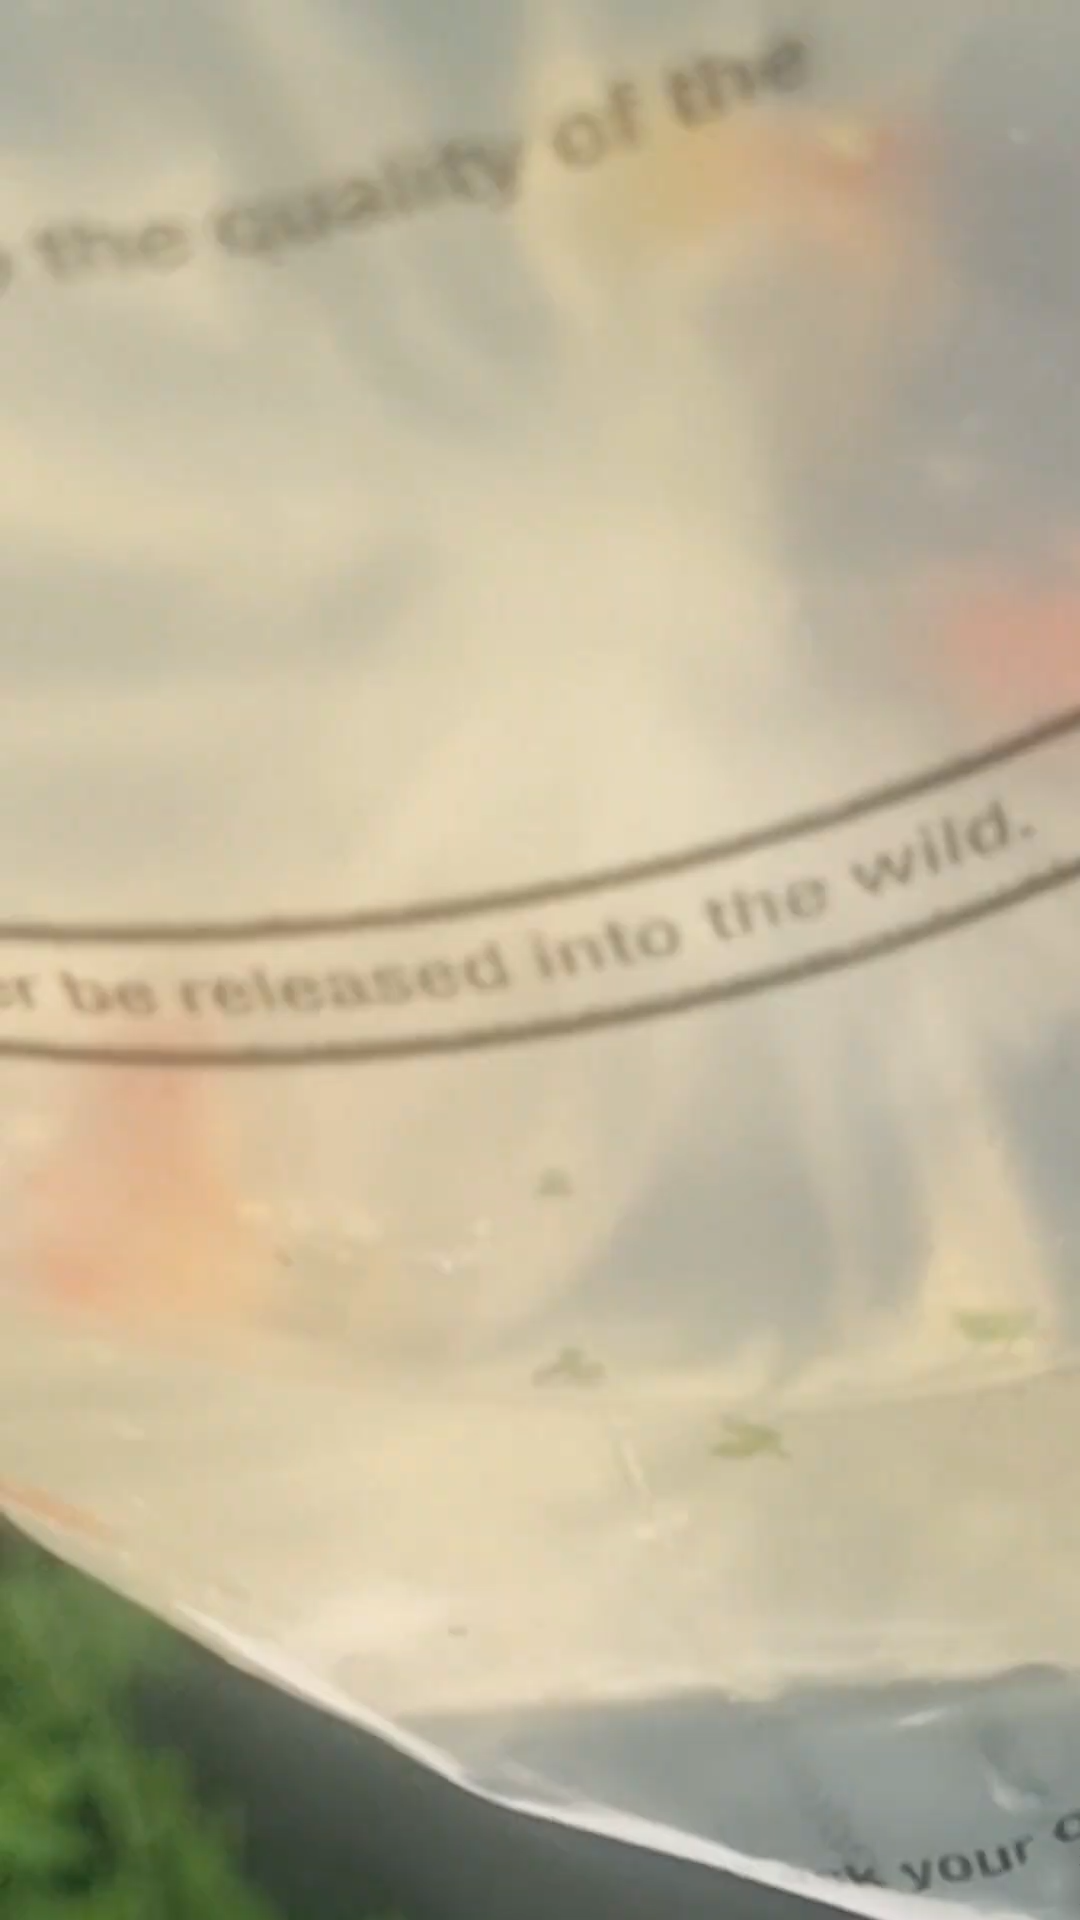 the quality of the
be released into the wild.
your